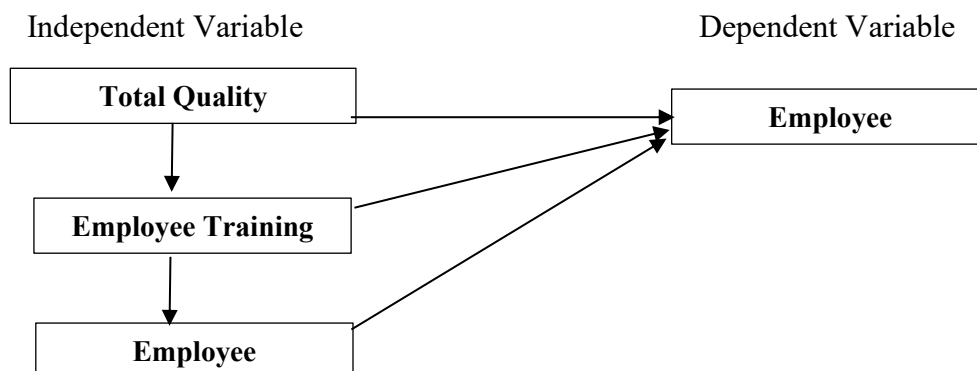 Independent Variable
Dependent Variable
Total Quality
Employee
Employee Training
Employee